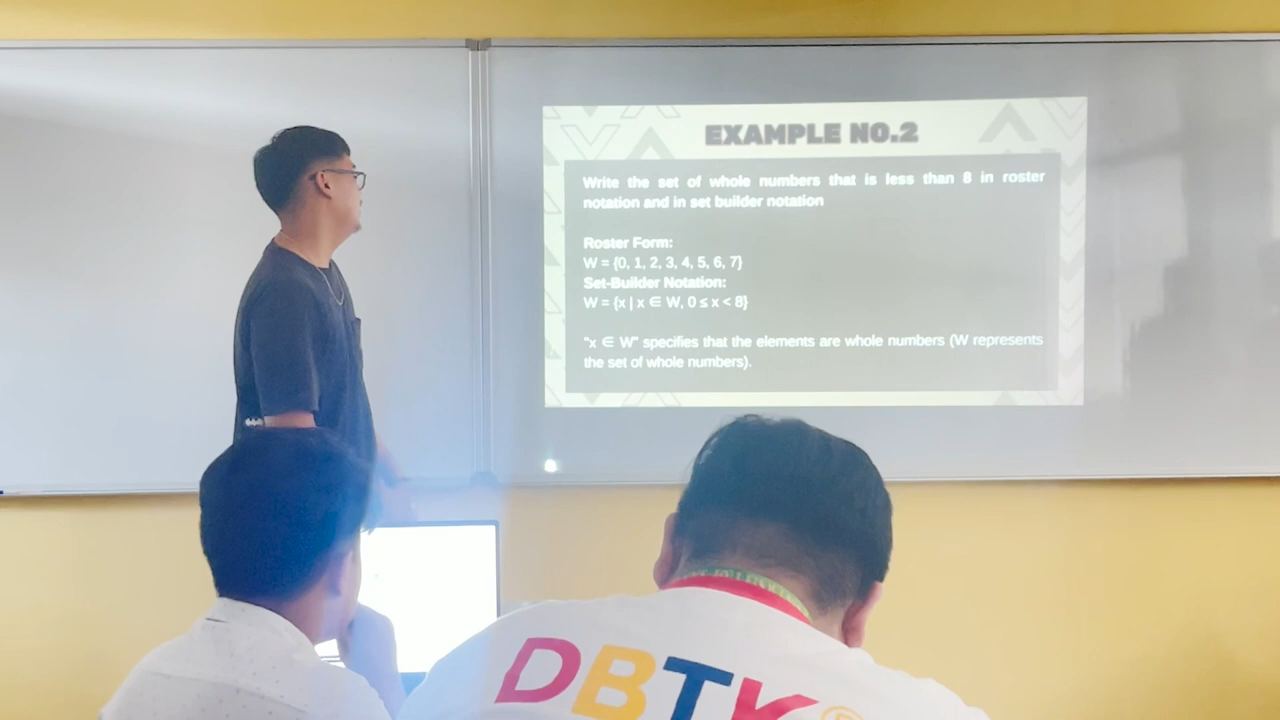 EXAMPLE NO.2
Write the set of whole numbers that is less than 8 in roster
notation and in set builder notation
Roster Form:
W = {0, 1, 2, 3, 4, 5, 6, 7}
Set-Builder Notation:
W = {x | x ∈ W, 0 ≤ x < 8}
"x ∈ W" specifies that the elements are whole numbers (W represents
the set of whole numbers).
DBTK®